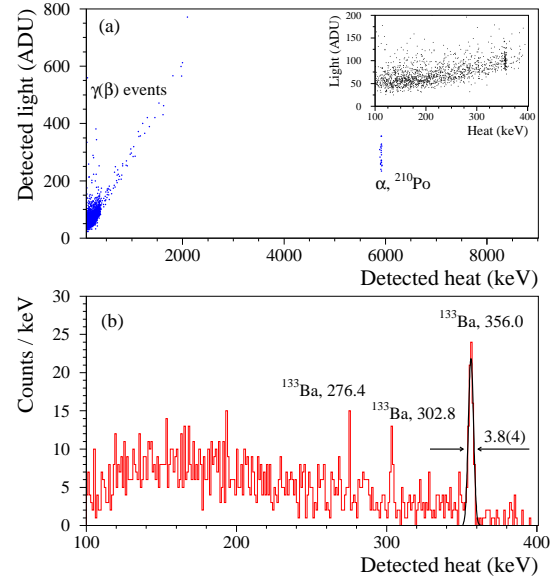 (a)
γ(β) events
α, ²¹⁰Po
Detected light (ADU)
0
200
400
600
800
2000
4000
6000
8000
Detected heat (keV)
Light (ADU)
0
50
100
150
200
100
200
300
400
Heat (keV)
(b)
¹³³Ba, 356.0
¹³³Ba, 276.4
¹³³Ba, 302.8
3.8(4)
Counts / keV
0
5
10
15
20
25
30
100
200
300
400
Detected heat (keV)